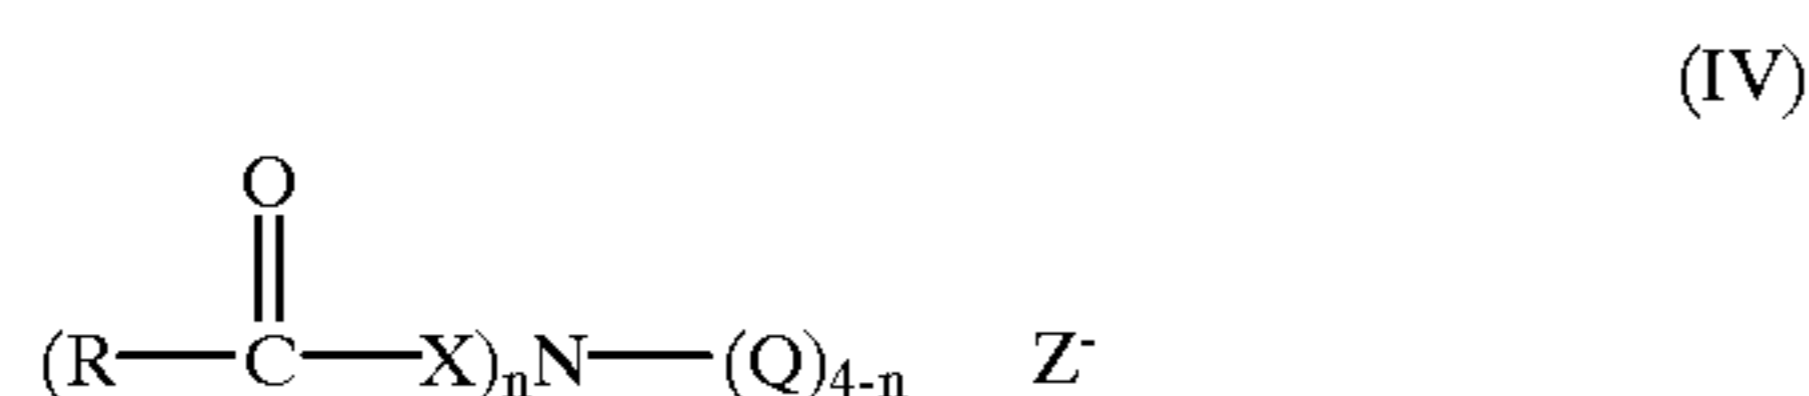 (IV)
O
(R—C—X)nN—(Q)4-n Z-